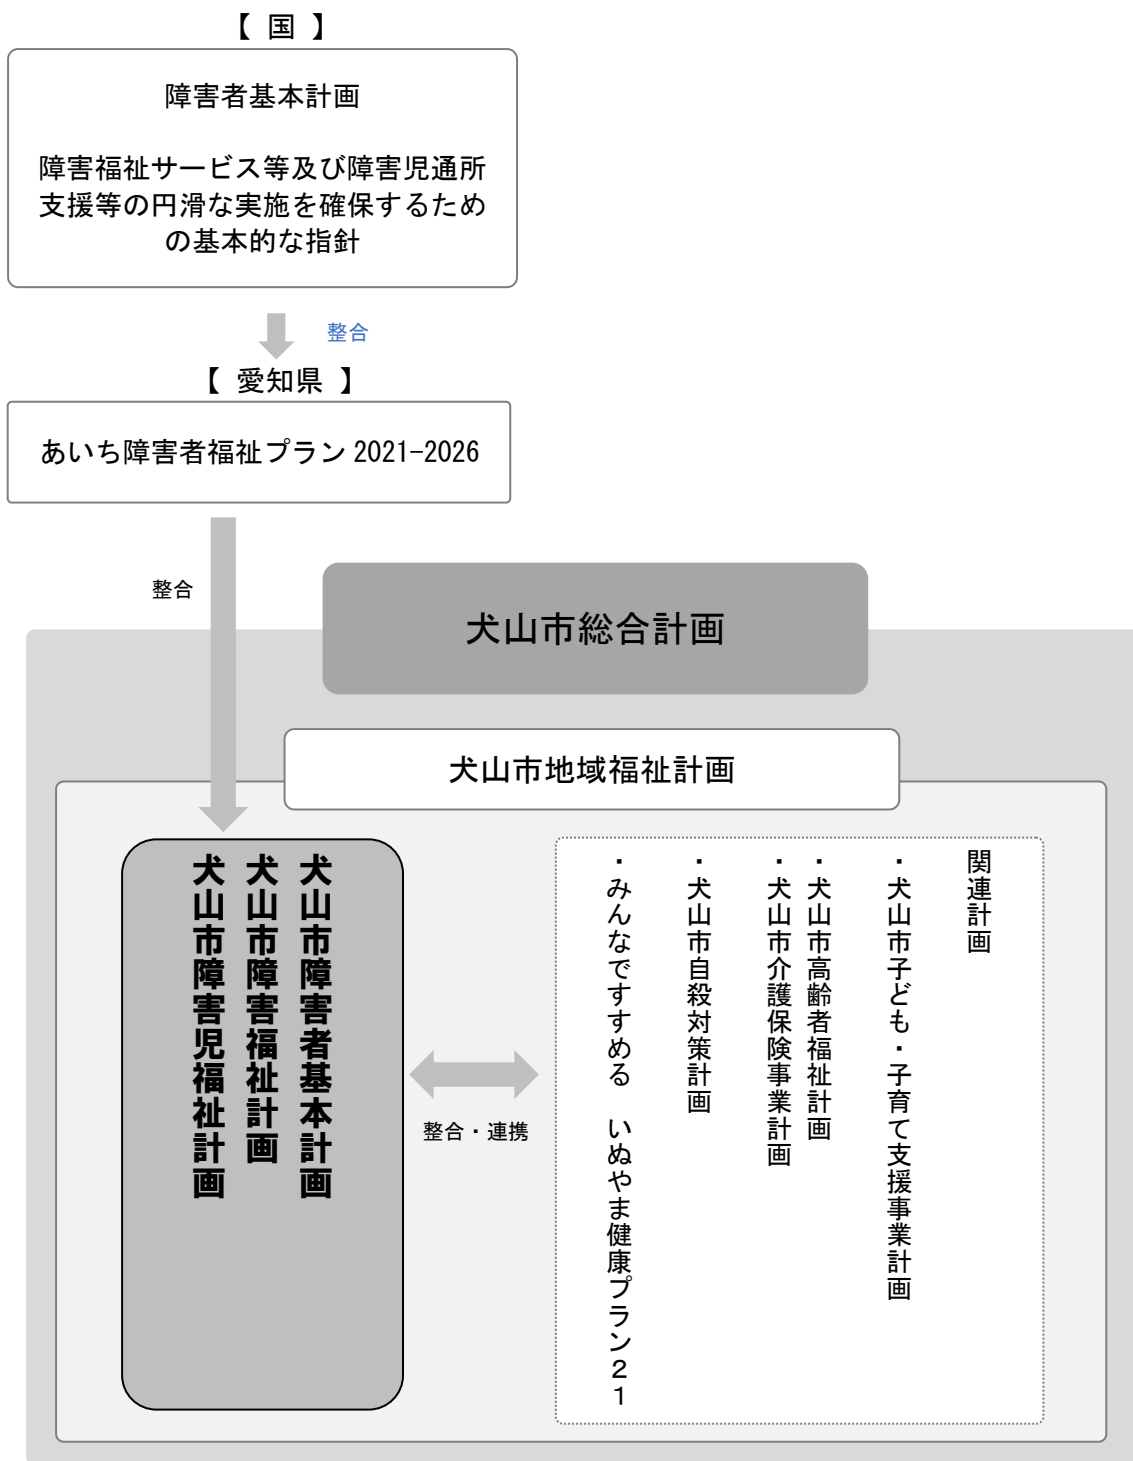 【 国 】
障害者基本計画
障害福祉サービス等及び障害児通所
支援等の円滑な実施を確保するため
の基本的な指針
整合
【 愛知県 】
あいち障害者福祉プラン 2021-2026
整合
犬山市総合計画
犬山市地域福祉計画
犬山市障害者基本計画
犬山市障害福祉計画
犬山市障害児福祉計画
整合・連携
関連計画
・犬山市子ども・子育て支援事業計画
・犬山市高齢者福祉計画
・犬山市介護保険事業計画
・犬山市自殺対策計画
・みんなですすめる　いぬやま健康プラン２１